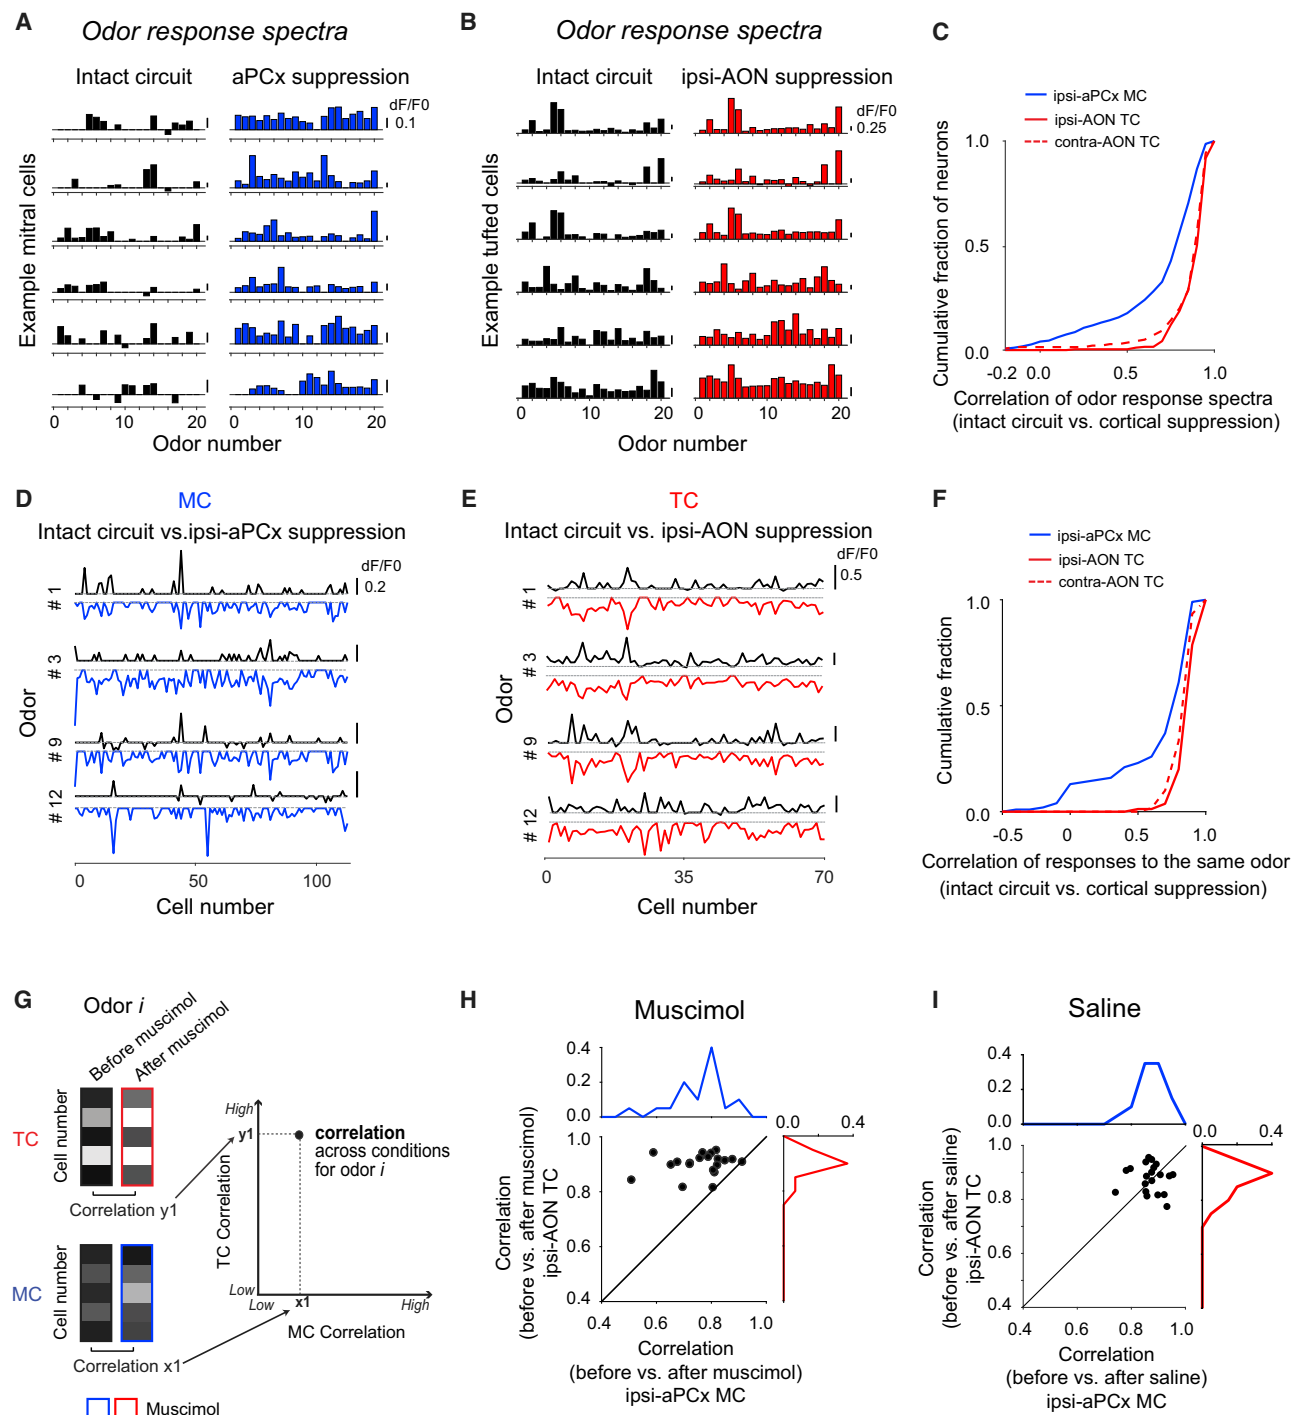 A
Odor response spectra
Intact circuit
aPCx suppression
dF/F0
0.1
Example mitral cells
0 10 20
0 10 20
Odor number
B
Odor response spectra
Intact circuit
ipsi-AON suppression
dF/F0
0.25
Example tufted cells
0 10 20
0 10 20
Odor number
C
ipsi-aPCx MC
ipsi-AON TC
contra-AON TC
Cumulative fraction of neurons
1.0
0.5
0.0
-0.2 0.0 0.5 1.0
Correlation of odor response spectra
(intact circuit vs. cortical suppression)
D
MC
Intact circuit vs.ipsi-aPCx suppression
dF/F0
0.2
Odor
# 1
# 3
# 9
# 12
0 50 100
Cell number
E
TC
Intact circuit vs. ipsi-AON suppression
dF/F0
0.5
Odor
# 1
# 3
# 9
# 12
0 35 70
Cell number
F
ipsi-aPCx MC
ipsi-AON TC
contra-AON TC
Cumulative fraction
1.0
0.5
0.0
-0.5 0 0.5 1.0
Correlation of responses to the same odor
(intact circuit vs. cortical suppression)
G
Odor i
Before muscimol
After muscimol
TC
Cell number
Correlation y1
MC
Cell number
Correlation x1
Muscimol
High
y1
TC Correlation
Low
Low
x1
High
MC Correlation
correlation
across conditions
for odor i
H
Muscimol
0.4
0.2
0.0
0.0 0.4
1.0
0.8
0.6
0.4
0.4 0.6 0.8 1.0
Correlation
(before vs. after muscimol)
ipsi-AON TC
Correlation
(before vs. after muscimol)
ipsi-aPCx MC
I
Saline
0.4
0.2
0.0
0.0 0.4
1.0
0.8
0.6
0.4
0.4 0.6 0.8 1.0
Correlation
(before vs. after saline)
ipsi-AON TC
Correlation
(before vs. after saline)
ipsi-aPCx MC